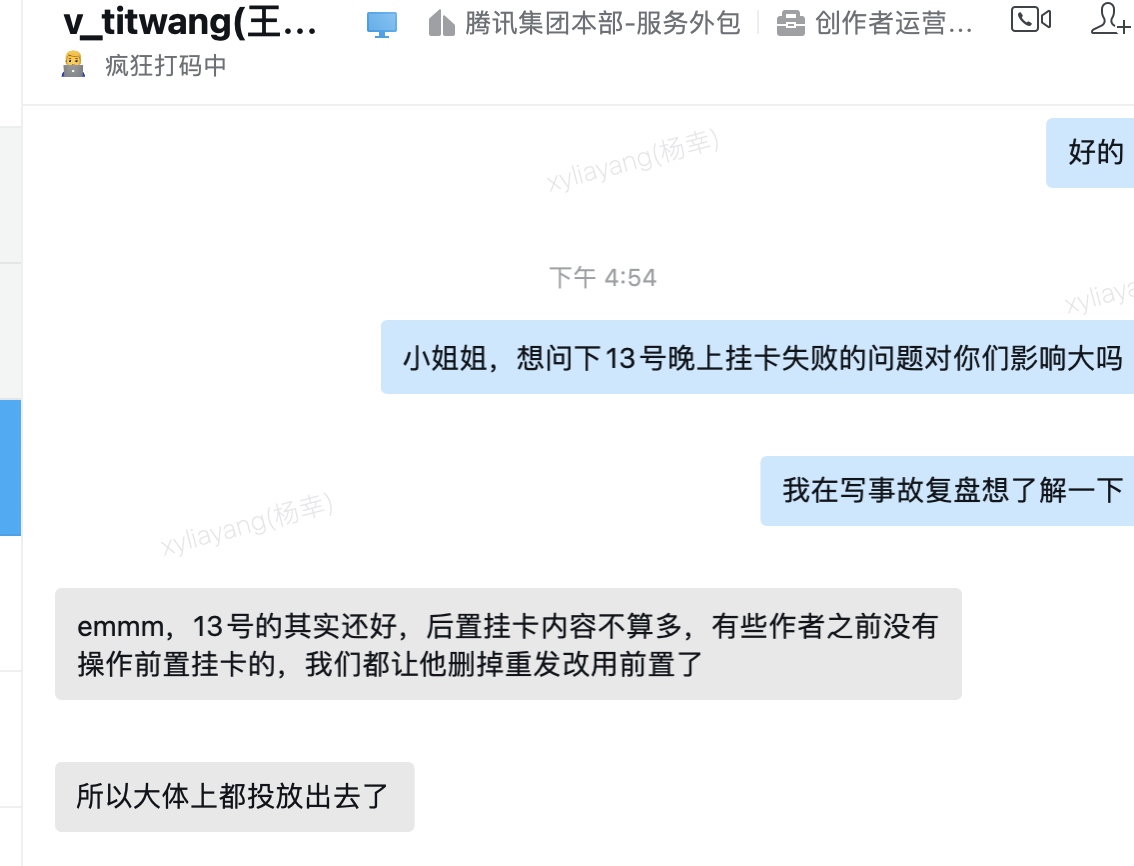 v_titwang(王...
腾讯集团本部-服务外包
创作者运营...
疯狂打码中
xyliayang(杨幸)
好的
下午 4:54
xyliaya
小姐姐，想问下13号晚上挂卡失败的问题对你们影响大吗
我在写事故复盘想了解一下
xyliayang(杨幸)
emmm，13号的其实还好，后置挂卡内容不算多，有些作者之前没有
操作前置挂卡的，我们都让他删掉重发改用前置了
所以大体上都投放出去了